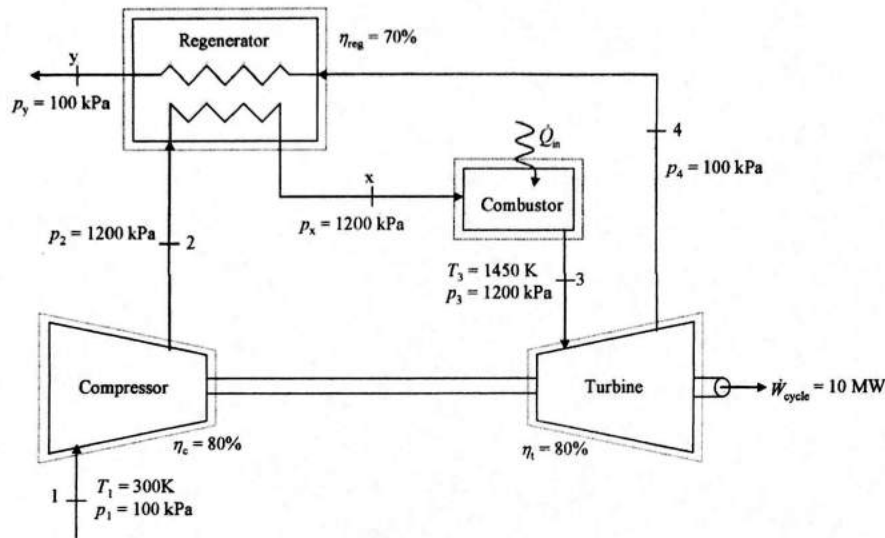 Regenerator
η_reg = 70%
y
p_y = 100 kPa
4
p_4 = 100 kPa
Q̇_in
x
p_x = 1200 kPa
Combustor
p_2 = 1200 kPa
2
T_3 = 1450 K
p_3 = 1200 kPa
3
Compressor
Turbine
Ẇ_cycle = 10 MW
η_c = 80%
η_t = 80%
1
T_1 = 300K
p_1 = 100 kPa